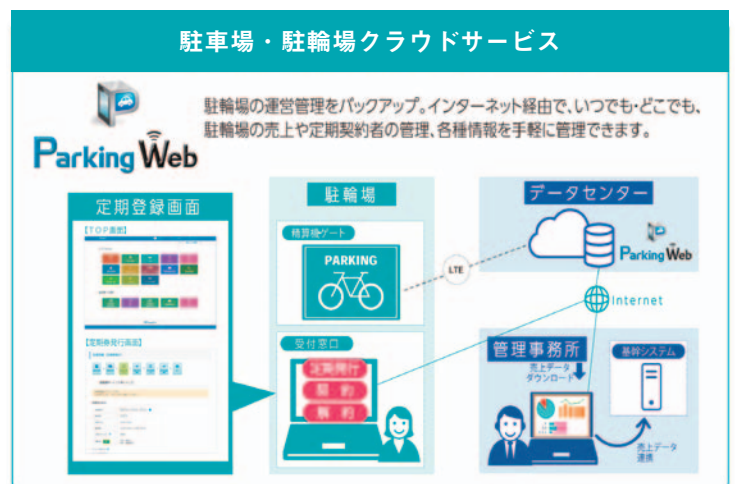 駐車場・駐輪場クラウドサービス
駐輪場の運営管理をバックアップ。インターネット経由で、いつでも・どこでも、
駐輪場の売上や定期契約者の管理、各種情報を手軽に管理できます。
Parking Web
定期登録画面
【TOP画面】
【定期券発行画面】
駐輪場
精算機ゲート
PARKING
受付窓口
定期発行
契約
解約
LTE
データセンター
Parking Web
Internet
管理事務所
売上データ
ダウンロード
基幹システム
売上データ
連携